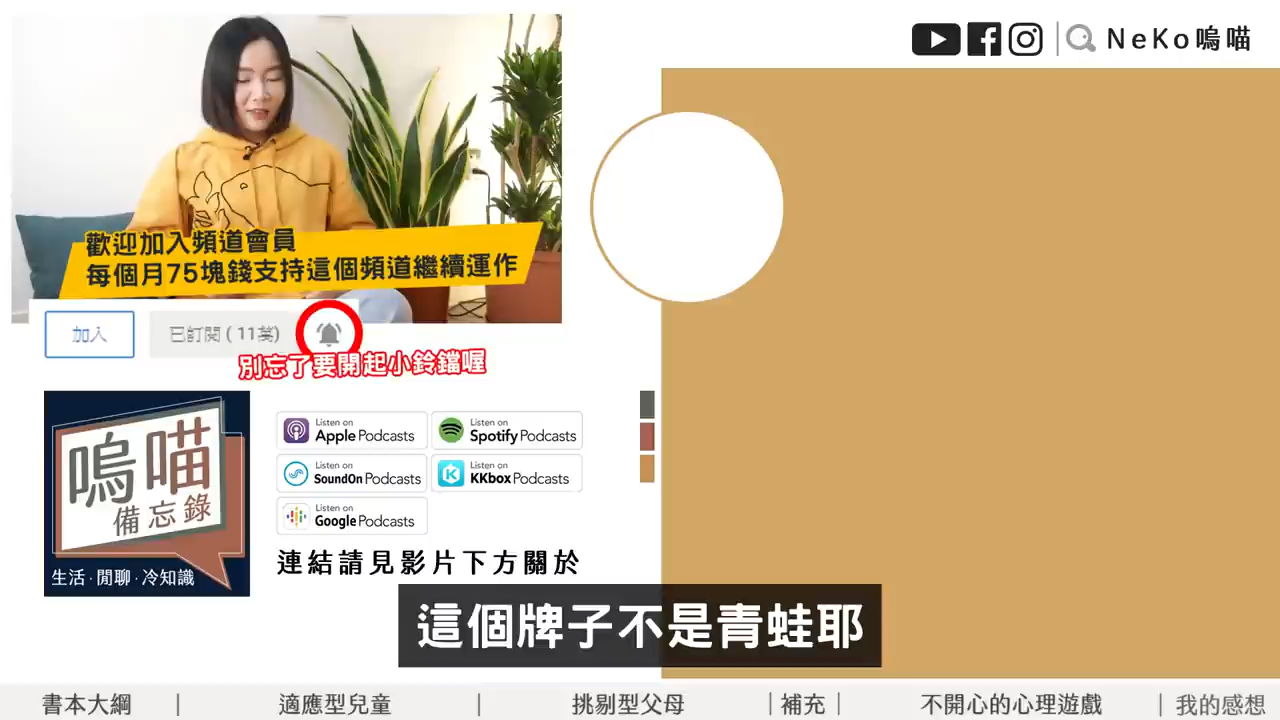 NeKo嗚喵
歡迎加入頻道會員
每個月75塊錢支持這個頻道繼續運作
加入
已訂閱 ( 11萬)
別忘了要開起小鈴鐺喔
嗚喵
備忘錄
生活·閒聊·冷知識
Listen on
Apple Podcasts
Listen on
Spotify Podcasts
Listen on
SoundOn Podcasts
Listen on
KKbox Podcasts
Listen on
Google Podcasts
連結請見影片下方關於
這個牌子不是青蛙耶
書本大綱 | 適應型兒童 | 挑剔型父母 | 補充 | 不開心的心理遊戲 | 我的感想